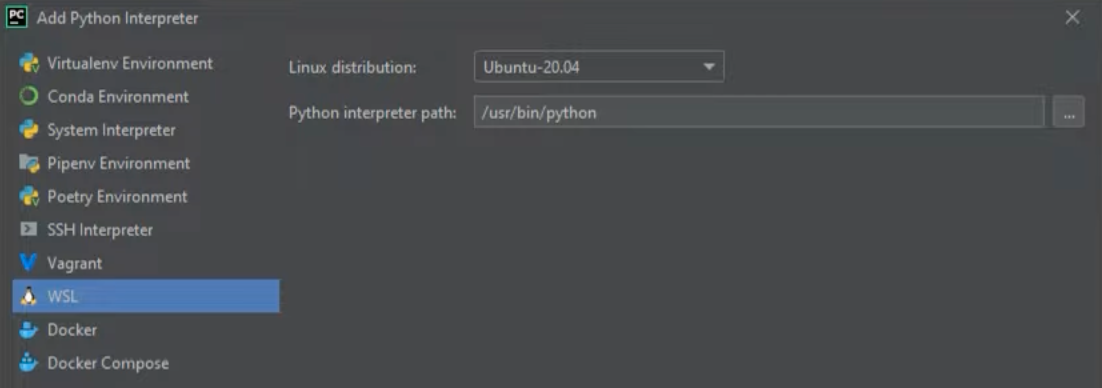 PC Add Python Interpreter
Virtualenv Environment
Conda Environment
System Interpreter
Pipenv Environment
Poetry Environment
SSH Interpreter
Vagrant
WSL
Docker
Docker Compose
Linux distribution: Ubuntu-20.04
Python interpreter path: /usr/bin/python ...